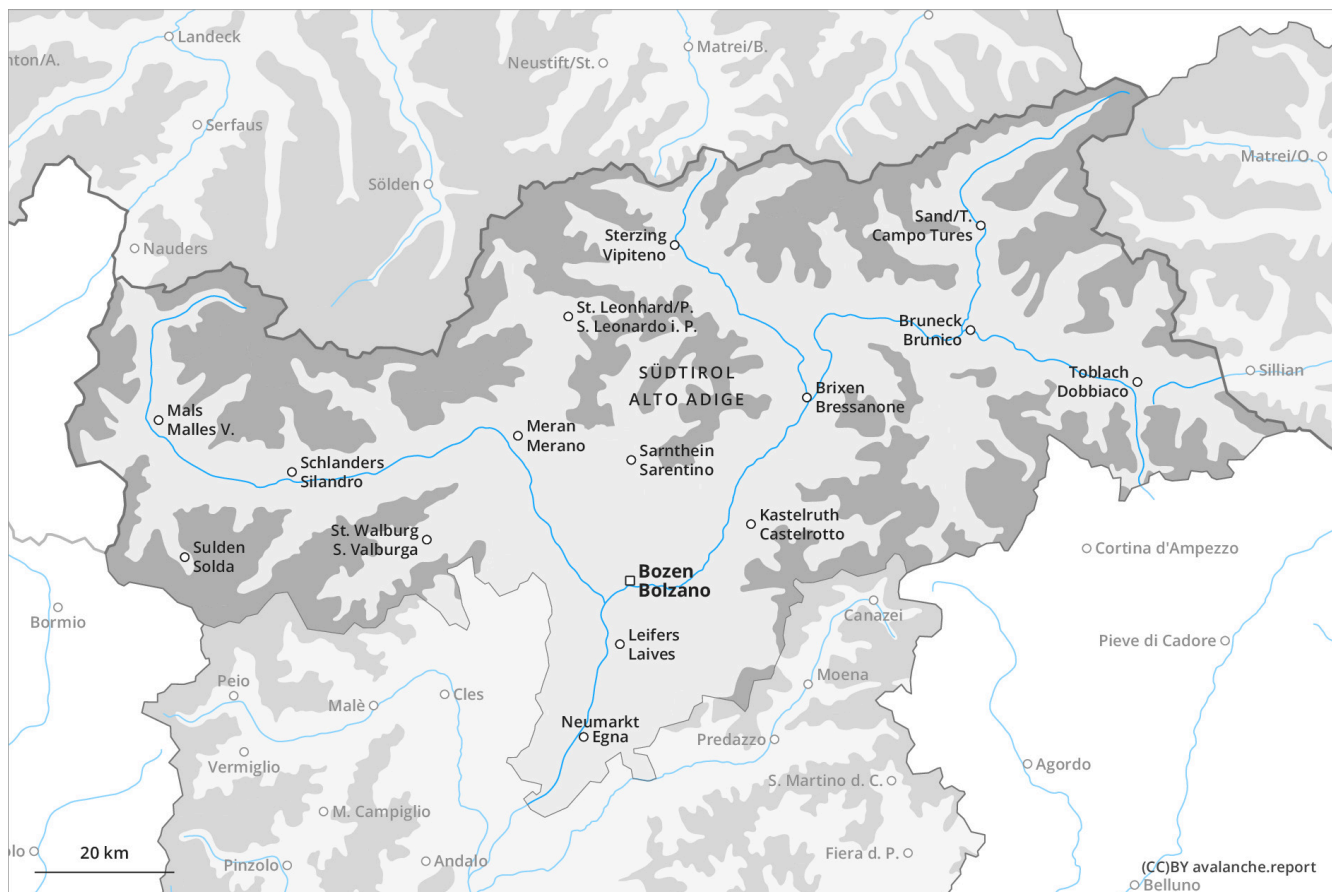 Landeck
nton/A.
Matrei/B.
Neustift/St.
Serfaus
Matrei/O.
Sölden
Sand/T.
Campo Tures
Nauders
Sterzing
Vipiteno
St. Leonhard/P.
S. Leonardo i. P.
Bruneck
Brunico
SÜDTIROL
ALTO ADIGE
Toblach
Dobbiaco
Sillian
Brixen
Bressanone
Mals
Malles V.
Meran
Merano
Schlanders
Silandro
Sarnthein
Sarentino
Kastelruth
Castelrotto
St. Walburg
S. Valburga
Sulden
Solda
Cortina d'Ampezzo
Bozen
Bolzano
Bormio
Canazei
Leifers
Laives
Pieve di Cadore
Peio
Malè
Cles
Moena
Neumarkt
Egna
Predazzo
Vermiglio
Agordo
S. Martino d. C.
M. Campiglio
olo
20 km
Pinzolo
Andalo
Fiera d. P.
(CC)BY avalanche.report
Belluno